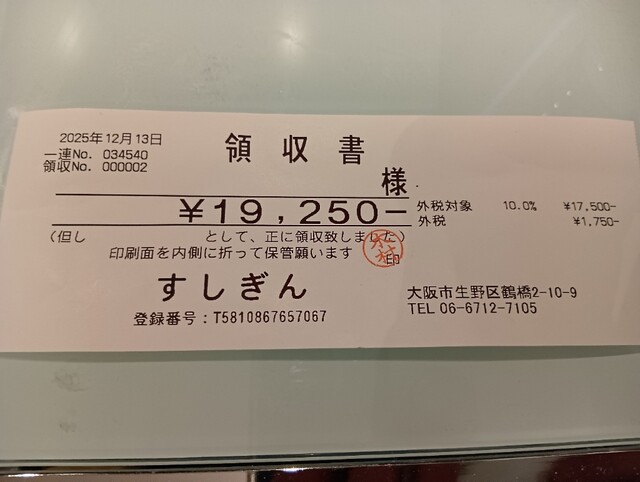 2025年12月13日
一連No. 034540
領収No. 000002
領収書
様
¥19,250-
外税対象 10.0% ¥17,500-
外税 ¥1,750-
(但し として、正に領収致しました)
印刷面を内側に折って保管願います 印
すしぎん
登録番号:T5810867657067
大阪市生野区鶴橋2-10-9
TEL 06-6712-7105